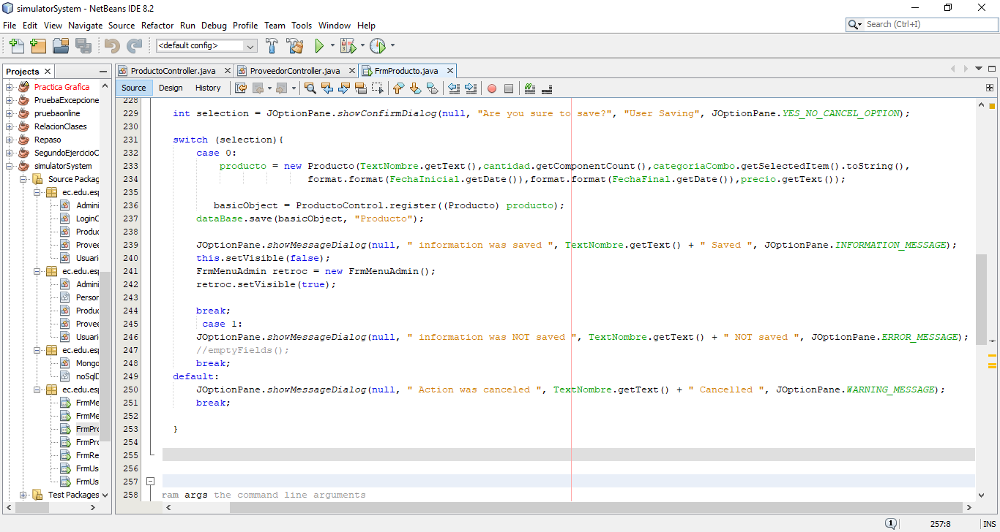 simulatorSystem - NetBeans IDE 8.2
File Edit View Navigate Source Refactor Run Debug Profile Team Tools Window Help
Search (Ctrl+I)
<default config>
Projects
ProductoController.java
ProveedorController.java
FrmProducto.java
Source Design History
Practica Grafica
PruebaExcepcione
pruebaonline
RelacionClases
Repaso
SegundoEjercicioC
simulatorSystem
Source Packag
ec.edu.esp
Admini
LoginC
Produc
Provee
Usuari
ec.edu.esp
Admini
Person
Produc
Provee
Usuari
ec.edu.esp
Mongo
noSqlD
ec.edu.esp
FrmMe
FrmMe
FrmPro
FrmPro
FrmRe
FrmUs
FrmUs
Test Packages
228
229 int selection = JOptionPane.showConfirmDialog(null, "Are you sure to save?", "User Saving", JOptionPane.YES_NO_CANCEL_OPTION);
230
231 switch (selection){
232 case 0:
233 producto = new Producto(TextNombre.getText(),cantidad.getComponentCount(),categoriaCombo.getSelectedItem().toString(),
234 format.format(FechaInicial.getDate()),format.format(FechaFinal.getDate()),precio.getText());
235
236 basicObject = ProductoControl.register((Producto) producto);
237 dataBase.save(basicObject, "Producto");
238
239 JOptionPane.showMessageDialog(null, " information was saved ", TextNombre.getText() + " Saved ", JOptionPane.INFORMATION_MESSAGE);
240 this.setVisible(false);
241 FrmMenuAdmin retroc = new FrmMenuAdmin();
242 retroc.setVisible(true);
243
244 break;
245 case 1:
246 JOptionPane.showMessageDialog(null, " information was NOT saved ", TextNombre.getText() + " NOT saved ", JOptionPane.ERROR_MESSAGE);
247 //emptyFields();
248 break;
249 default:
250 JOptionPane.showMessageDialog(null, " Action was canceled ", TextNombre.getText() + " Cancelled ", JOptionPane.WARNING_MESSAGE);
251 break;
252
253 }
254
255
256
257
258 ram args the command line arguments
1
257:8
INS